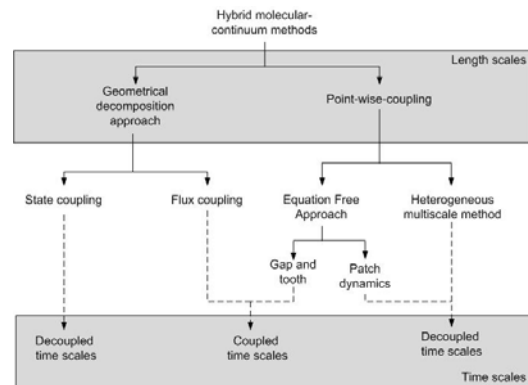 Hybrid molecular-
continuum methods
Length scales
Geometrical
decomposition
approach
Point-wise-coupling
State coupling
Flux coupling
Equation Free
Approach
Heterogeneous
multiscale method
Gap and
tooth
Patch
dynamics
Decoupled
time scales
Coupled
time scales
Decoupled
time scales
Time scales